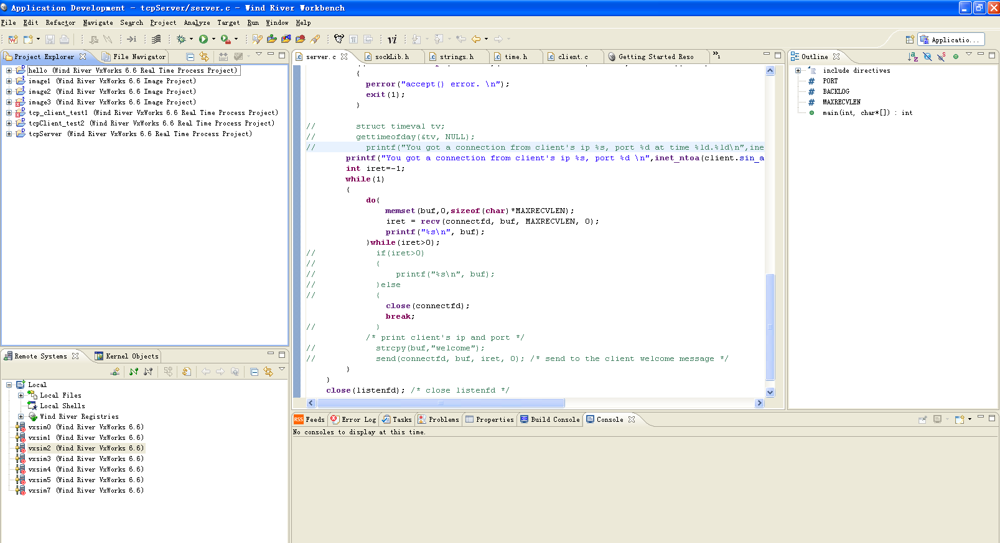 Application Development - tcpServer/server.c - Wind River Workbench
File Edit Refactor Navigate Search Project Analyze Target Run Window Help
vi
Applicatio...
Project Explorer
File Navigator
hello (Wind River VxWorks 6.6 Real Time Process Project)
image1 (Wind River VxWorks 6.6 Image Project)
image2 (Wind River VxWorks 6.6 Image Project)
image3 (Wind River VxWorks 6.6 Image Project)
tcp_client_test1 (Wind River VxWorks 6.6 Real Time Process Project)
tcpClient_test2 (Wind River VxWorks 6.6 Real Time Process Project)
tcpServer (Wind River VxWorks 6.6 Real Time Process Project)
Remote Systems
Kernel Objects
Local
Local Files
Local Shells
Wind River Registries
vxsim0 (Wind River VxWorks 6.6)
vxsim1 (Wind River VxWorks 6.6)
vxsim2 (Wind River VxWorks 6.6)
vxsim3 (Wind River VxWorks 6.6)
vxsim4 (Wind River VxWorks 6.6)
vxsim5 (Wind River VxWorks 6.6)
vxsim7 (Wind River VxWorks 6.6)
server.c
sockLib.h
strings.h
time.h
client.c
Getting Started Reso
»1
{
perror("accept() error. \n");
exit(1);
}
// struct timeval tv;
// gettimeofday(&tv, NULL);
// printf("You got a connection from client's ip %s, port %d at time %ld.%ld\n",ine
printf("You got a connection from client's ip %s, port %d \n",inet_ntoa(client.sin_a
int iret=-1;
while(1)
{
do{
memset(buf,0,sizeof(char)*MAXRECVLEN);
iret = recv(connectfd, buf, MAXRECVLEN, 0);
printf("%s\n", buf);
}while(iret>0);
// if(iret>0)
// {
// printf("%s\n", buf);
// }else
// {
close(connectfd);
break;
// }
/* print client's ip and port */
// strcpy(buf,"welcome");
// send(connectfd, buf, iret, 0); /* send to the client welcome message */
}
}
close(listenfd); /* close listenfd */
Outline
include directives
PORT
BACKLOG
MAXRECVLEN
main(int, char*[]) : int
RSS Feeds
Error Log
Tasks
Problems
Properties
Build Console
Console
No consoles to display at this time.